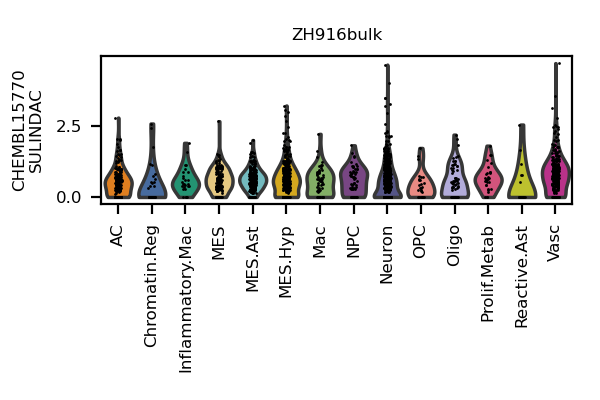 ZH916bulk
CHEMBL15770
SULINDAC
2.5
0.0
AC
Chromatin.Reg
Inflammatory.Mac
MES
MES.Ast
MES.Hyp
Mac
NPC
Neuron
OPC
Oligo
Prolif.Metab
Reactive.Ast
Vasc